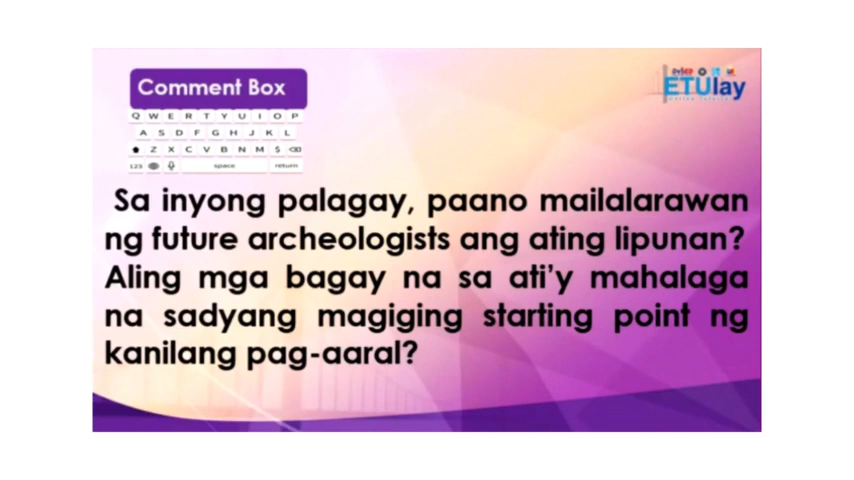 Comment Box
ETUlay
Q W E R T Y U I O P
A S D F G H J K L
Z X C V B N M $
123 space return
Sa inyong palagay, paano mailalarawan
ng future archeologists ang ating lipunan?
Aling mga bagay na sa ati'y mahalaga
na sadyang magiging starting point ng
kanilang pag-aaral?